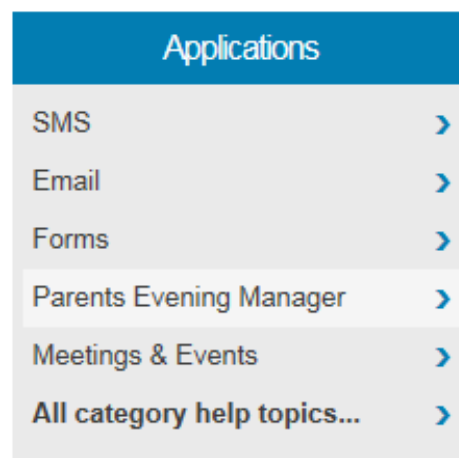 Applications
SMS
Email
Forms
Parents Evening Manager
Meetings & Events
All category help topics...